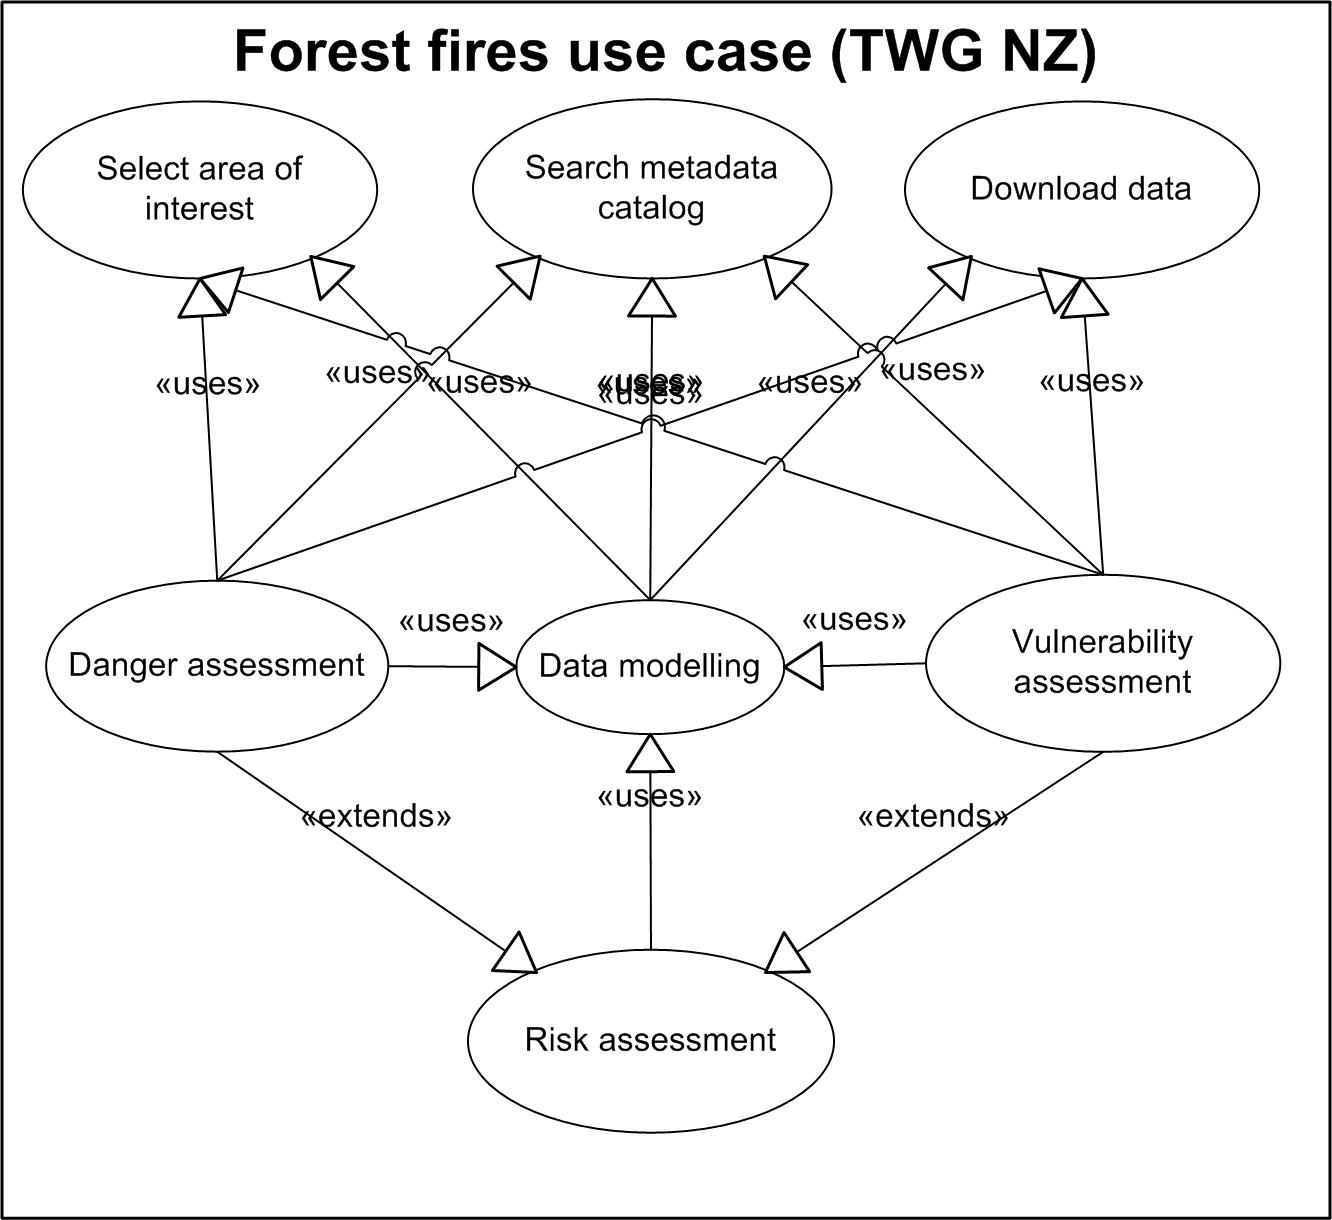 Forest fires use case (TWG NZ)
Select area of
interest
Search metadata
catalog
Download data
«uses»
«uses»
«uses»
«uses»
«uses»
«uses»
«uses»
«uses»
«uses»
Danger assessment
«uses»
Data modelling
«uses»
Vulnerability
assessment
«extends»
«uses»
«extends»
Risk assessment